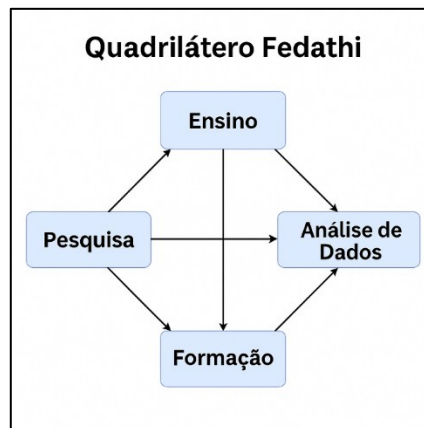 Quadrilátero Fedathi
Ensino
Pesquisa
Análise de
Dados
Formação